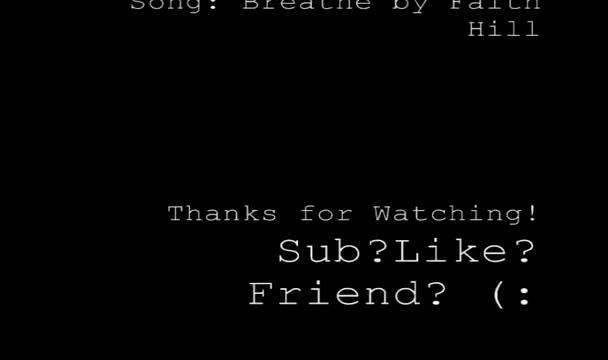 Song: Breathe by Faith
Hill
Thanks for Watching!
Sub?Like?
Friend? (: